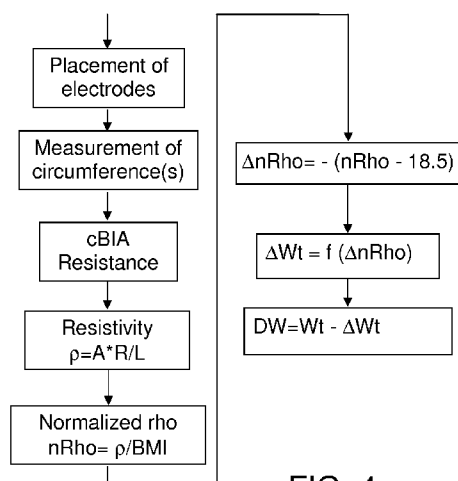 Placement of
electrodes
Measurement of
circumference(s)
cBIA
Resistance
Resistivity
ρ=A*R/L
Normalized rho
nRho= ρ/BMI
ΔnRho= - (nRho - 18.5)
ΔWt = f (ΔnRho)
DW=Wt - ΔWt